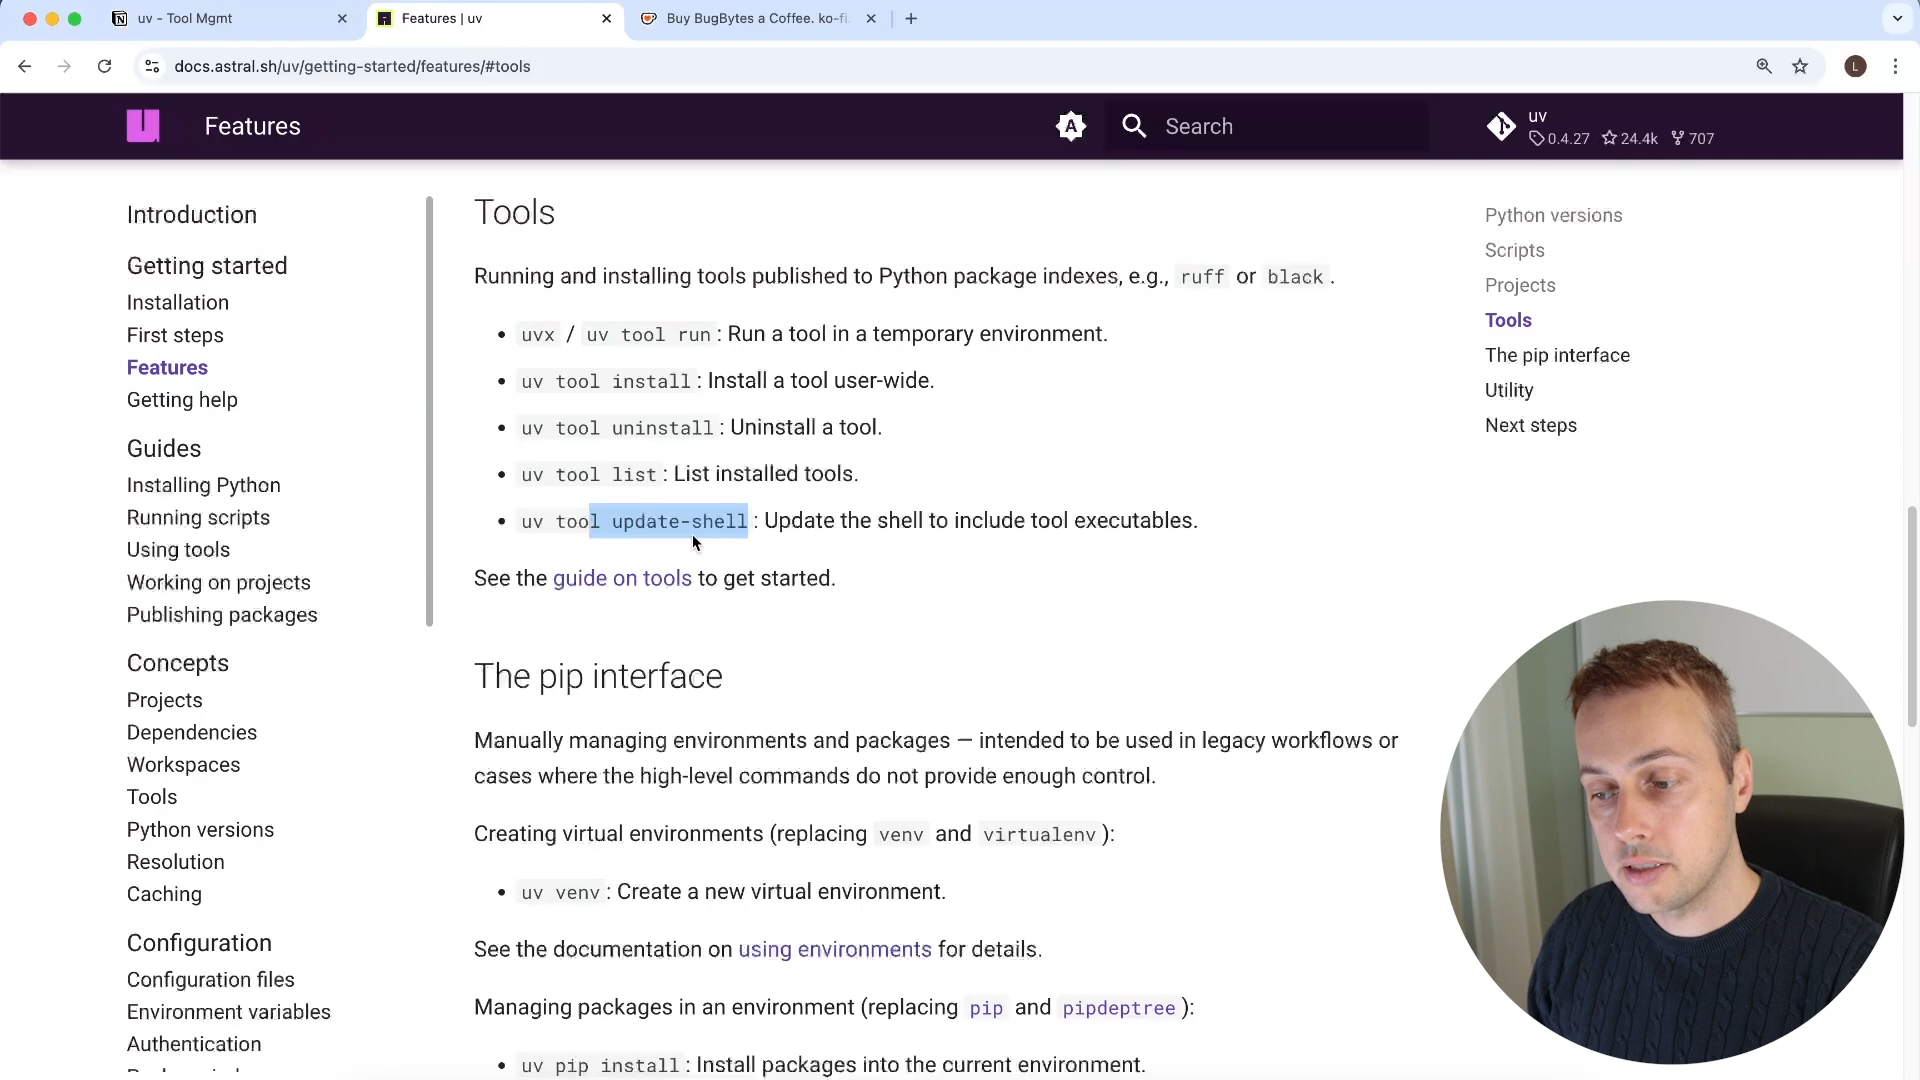 uv - Tool Mgmt
Features | uv
Buy BugBytes a Coffee. ko-fi.
docs.astral.sh/uv/getting-started/features/#tools
L
Features
A
Search
uv
0.4.27 24.4k 707
Introduction
Getting started
Installation
First steps
Features
Getting help
Guides
Installing Python
Running scripts
Using tools
Working on projects
Publishing packages
Concepts
Projects
Dependencies
Workspaces
Tools
Python versions
Resolution
Caching
Configuration
Configuration files
Environment variables
Authentication
Tools
Running and installing tools published to Python package indexes, e.g., ruff or black .
• uvx / uv tool run : Run a tool in a temporary environment.
• uv tool install : Install a tool user-wide.
• uv tool uninstall : Uninstall a tool.
• uv tool list : List installed tools.
• uv tool update-shell : Update the shell to include tool executables.
See the guide on tools to get started.
The pip interface
Manually managing environments and packages — intended to be used in legacy workflows or
cases where the high-level commands do not provide enough control.
Creating virtual environments (replacing venv and virtualenv ):
• uv venv : Create a new virtual environment.
See the documentation on using environments for details.
Managing packages in an environment (replacing pip and pipdeptree ):
• uv pip install : Install packages into the current environment.
Python versions
Scripts
Projects
Tools
The pip interface
Utility
Next steps